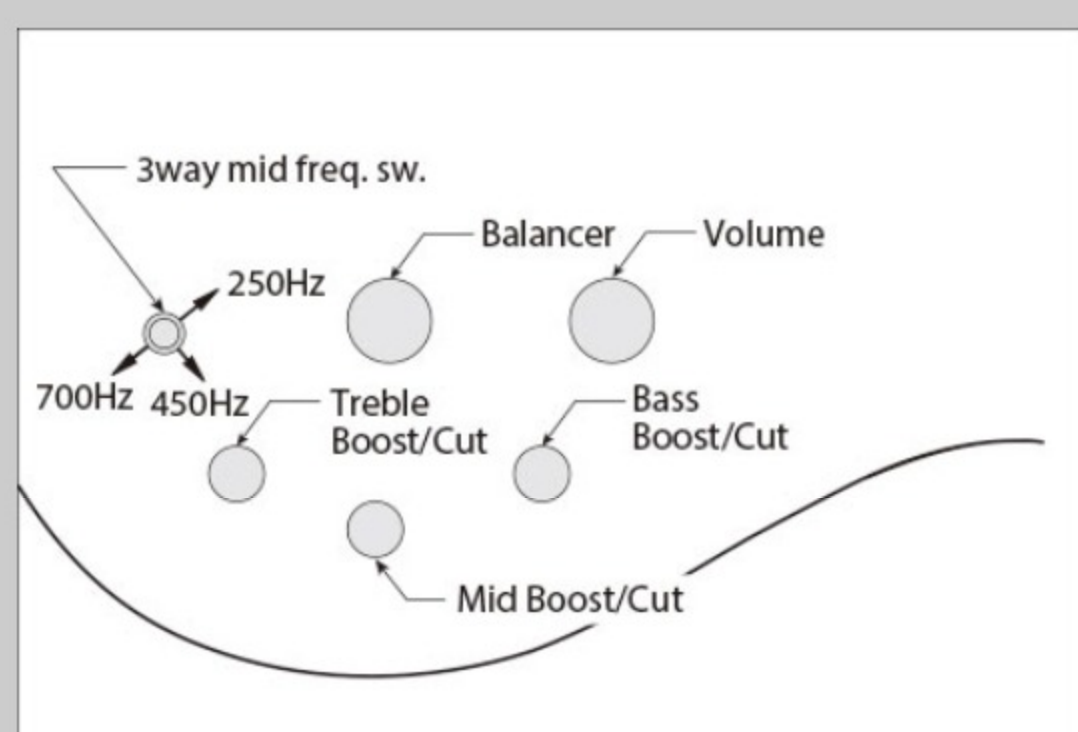 3way mid freq. sw.
Balancer
Volume
250Hz
700Hz
450Hz
Treble
Boost/Cut
Bass
Boost/Cut
Mid Boost/Cut